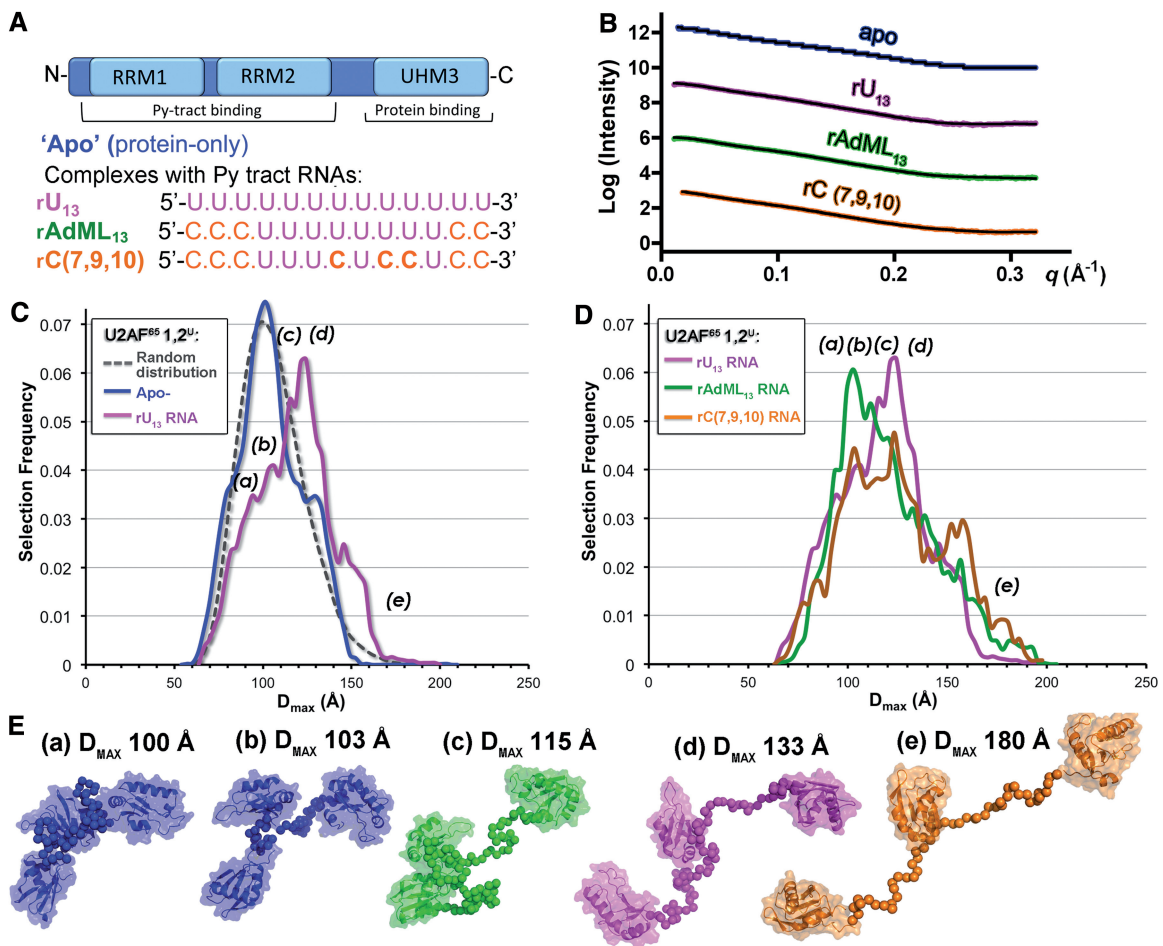 A
N-
RRM1
RRM2
UHM3
-C
Py-tract binding
Protein binding
‘Apo’ (protein-only)
Complexes with Py tract RNAs:
rU13 5’-U.U.U.U.U.U.U.U.U.U.U.U.U-3’
rAdML13 5’-C.C.C.U.U.U.U.U.U.U.U.C.C-3’
rC(7,9,10) 5’-C.C.C.U.U.U.C.U.C.C.U.C.C-3’
B
Log (Intensity)
12
10
8
6
4
2
0
apo
rU13
rAdML13
rC (7,9,10)
0.0 0.1 0.2 0.3 q (Å-1)
C
Selection Frequency
0.07
0.06
0.05
0.04
0.03
0.02
0.01
0
U2AF65 1,2U:
Random
distribution
Apo-
rU13 RNA
(c) (d)
(b)
(a)
(e)
0 50 100 150 200 250
Dmax (Å)
D
Selection Frequency
0.07
0.06
0.05
0.04
0.03
0.02
0.01
0
U2AF65 1,2U:
rU13 RNA
rAdML13 RNA
rC(7,9,10) RNA
(a) (b) (c) (d)
(e)
0 50 100 150 200 250
Dmax (Å)
E
(a) DMAX 100 Å
(b) DMAX 103 Å
(c) DMAX 115 Å
(d) DMAX 133 Å
(e) DMAX 180 Å